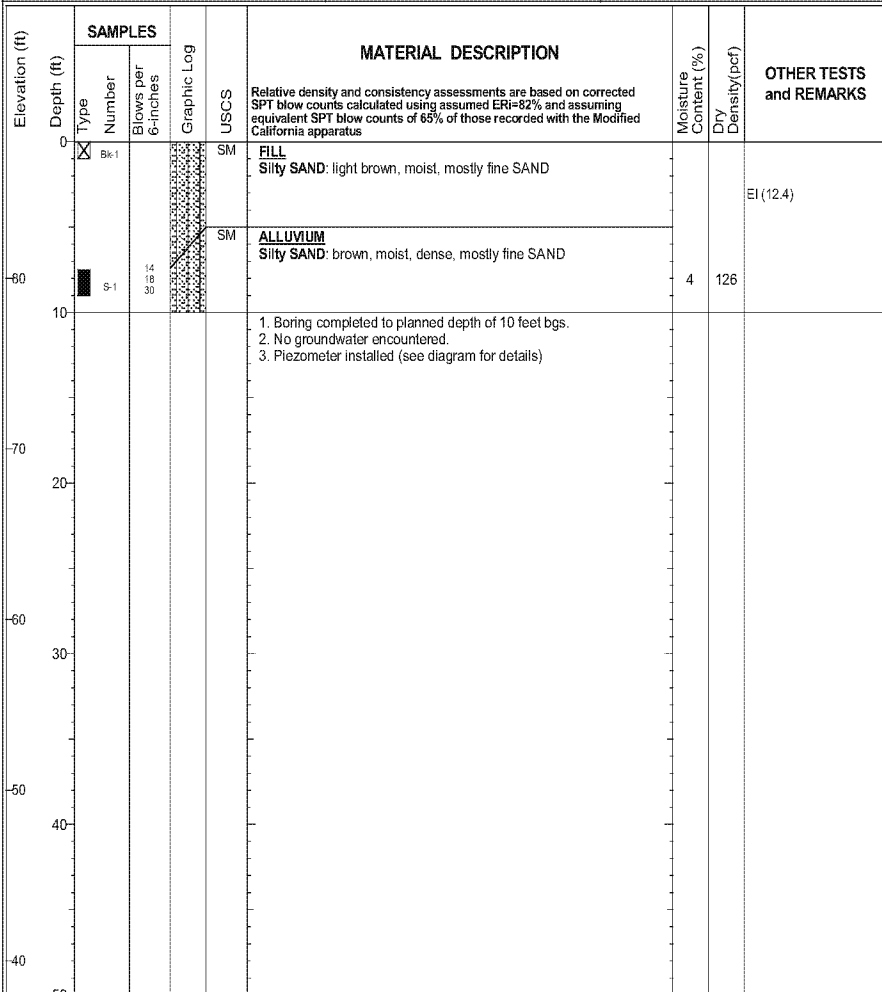 Elevation (ft)
Depth (ft)
SAMPLES
Type
Number
Blows per
6-inches
Graphic Log
USCS
MATERIAL DESCRIPTION
Relative density and consistency assessments are based on corrected
SPT blow counts calculated using assumed ERi=82% and assuming
equivalent SPT blow counts of 65% of those recorded with the Modified
California apparatus
Moisture
Content (%)
Dry
Density(pcf)
OTHER TESTS
and REMARKS
0
Bk-1
SM
FILL
Silty SAND: light brown, moist, mostly fine SAND
EI (12.4)
SM
ALLUVIUM
Silty SAND: brown, moist, dense, mostly fine SAND
S-1
14
18
30
4
126
10
1. Boring completed to planned depth of 10 feet bgs.
2. No groundwater encountered.
3. Piezometer installed (see diagram for details)
70
20
60
30
50
40
40